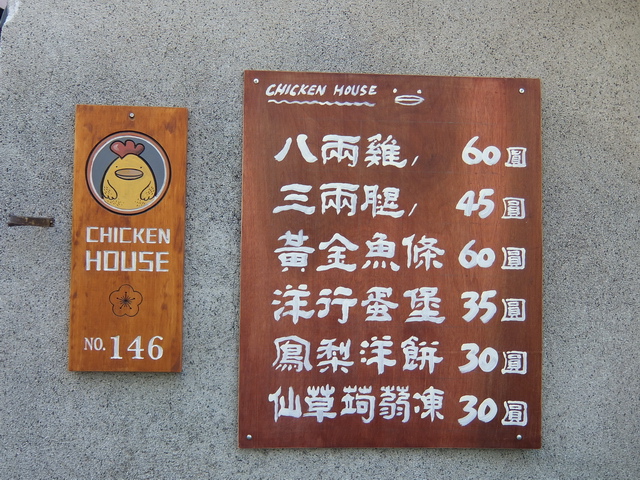 CHICKEN
HOUSE
NO. 146
CHICKEN HOUSE
八兩雞, 60圓
三兩腿, 45圓
黃金魚條 60圓
洋行蛋堡 35圓
鳳梨洋餅 30圓
仙草蒟蒻凍 30圓